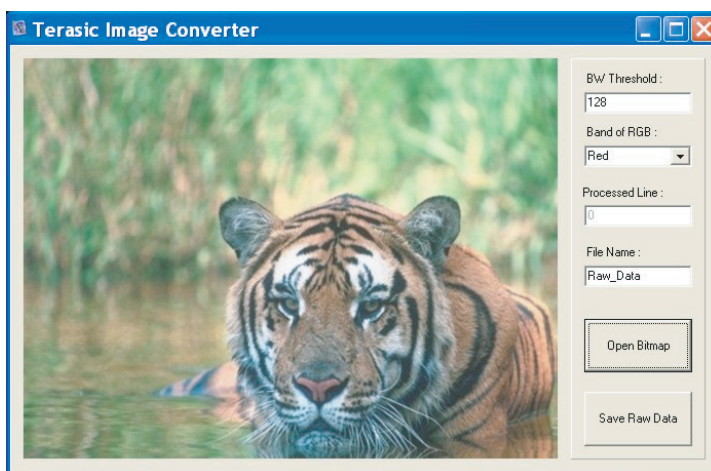 Terasic Image Converter
BW Threshold :
128
Band of RGB :
Red
Processed Line :
0
File Name :
Raw_Data
Open Bitmap
Save Raw Data